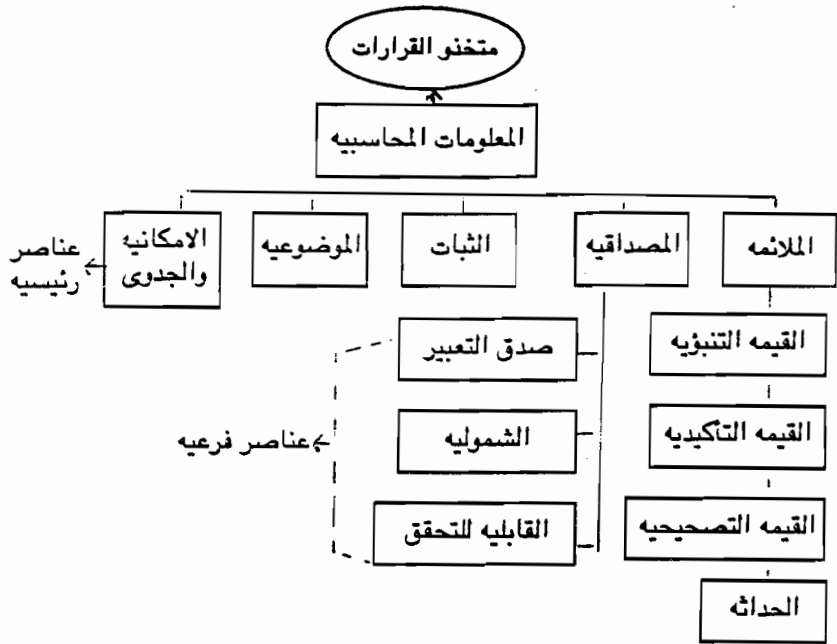 متخذو القرارات
المعلومات المحاسبيه
الملائمه
المصداقيه
الثبات
الموضوعيه
الامكانيه
والجدوى
عناصر
رئيسيه
القيمه التنبؤيه
صدق التعبير
القيمه التأكيديه
الشموليه
عناصر فرعيه
القيمه التصحيحيه
القابليه للتحقق
الحداثه